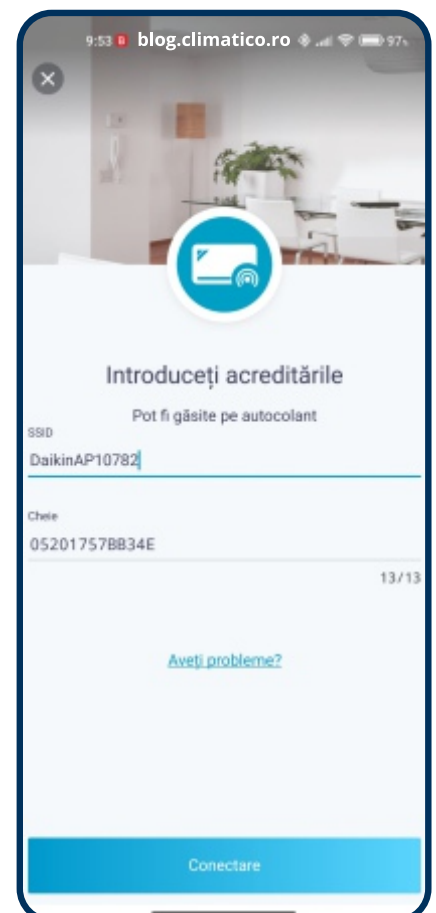 9:53 blog.climatico.ro 97%
Introduceți acreditările
Pot fi găsite pe autocolant
SSID
DaikinAP10782
Cheie
05201757BB34E
13/13
Aveți probleme?
Conectare